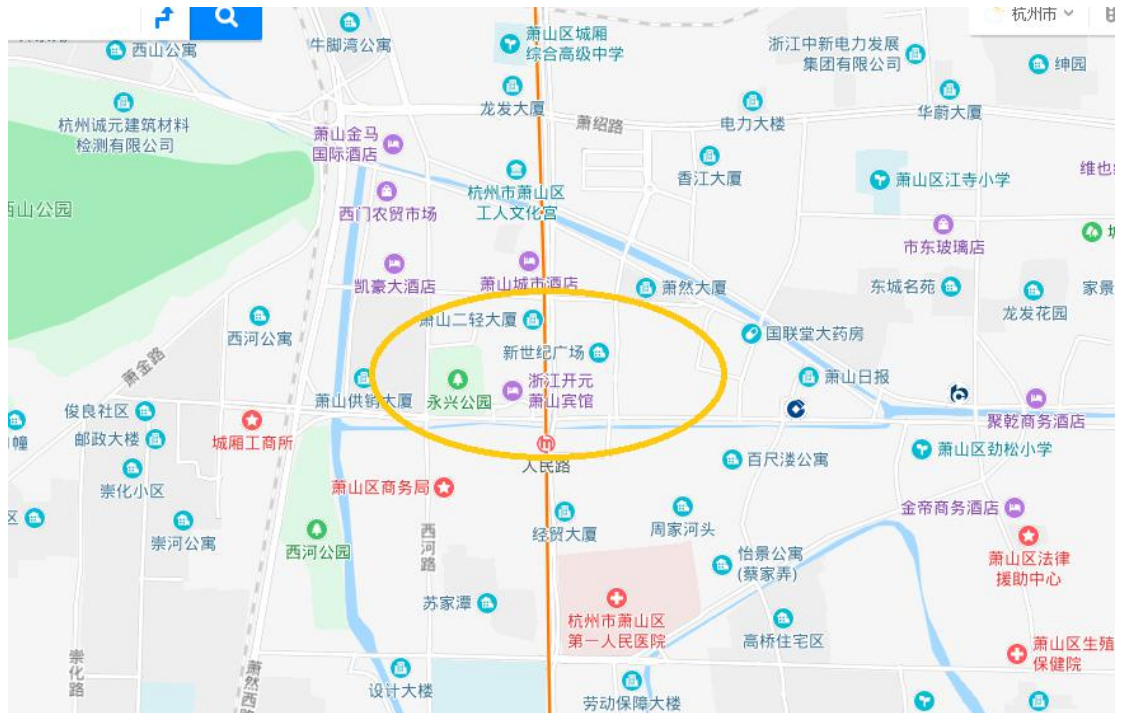 杭州市
西山公寓
牛脚湾公寓
萧山区城厢
综合高级中学
浙江中新电力发展
集团有限公司
绅园
龙发大厦
萧绍路
电力大楼
华蔚大厦
杭州诚元建筑材料
检测有限公司
萧山金马
国际酒店
香江大厦
萧山区江寺小学
维也
杭州市萧山区
工人文化宫
西门农贸市场
山公园
市东玻璃店
凯豪大酒店
萧山城市酒店
萧然大厦
东城名苑
家景
龙发花园
西河公寓
萧山二轻大厦
国联堂大药房
新世纪广场
萧金路
浙江开元
萧山宾馆
萧山日报
萧山供销大厦
永兴公园
俊良社区
聚乾商务酒店
邮政大楼
城厢工商所
幢
人民路
百尺溇公寓
萧山区劲松小学
崇化小区
萧山区商务局
金帝商务酒店
区
崇河公寓
西河公园
西河路
经贸大厦
周家河头
怡景公寓
(蔡家弄)
萧山区法律
援助中心
苏家潭
杭州市萧山区
第一人民医院
高桥住宅区
萧山区生殖
保健院
崇化路
萧然西路
设计大楼
劳动保障大楼